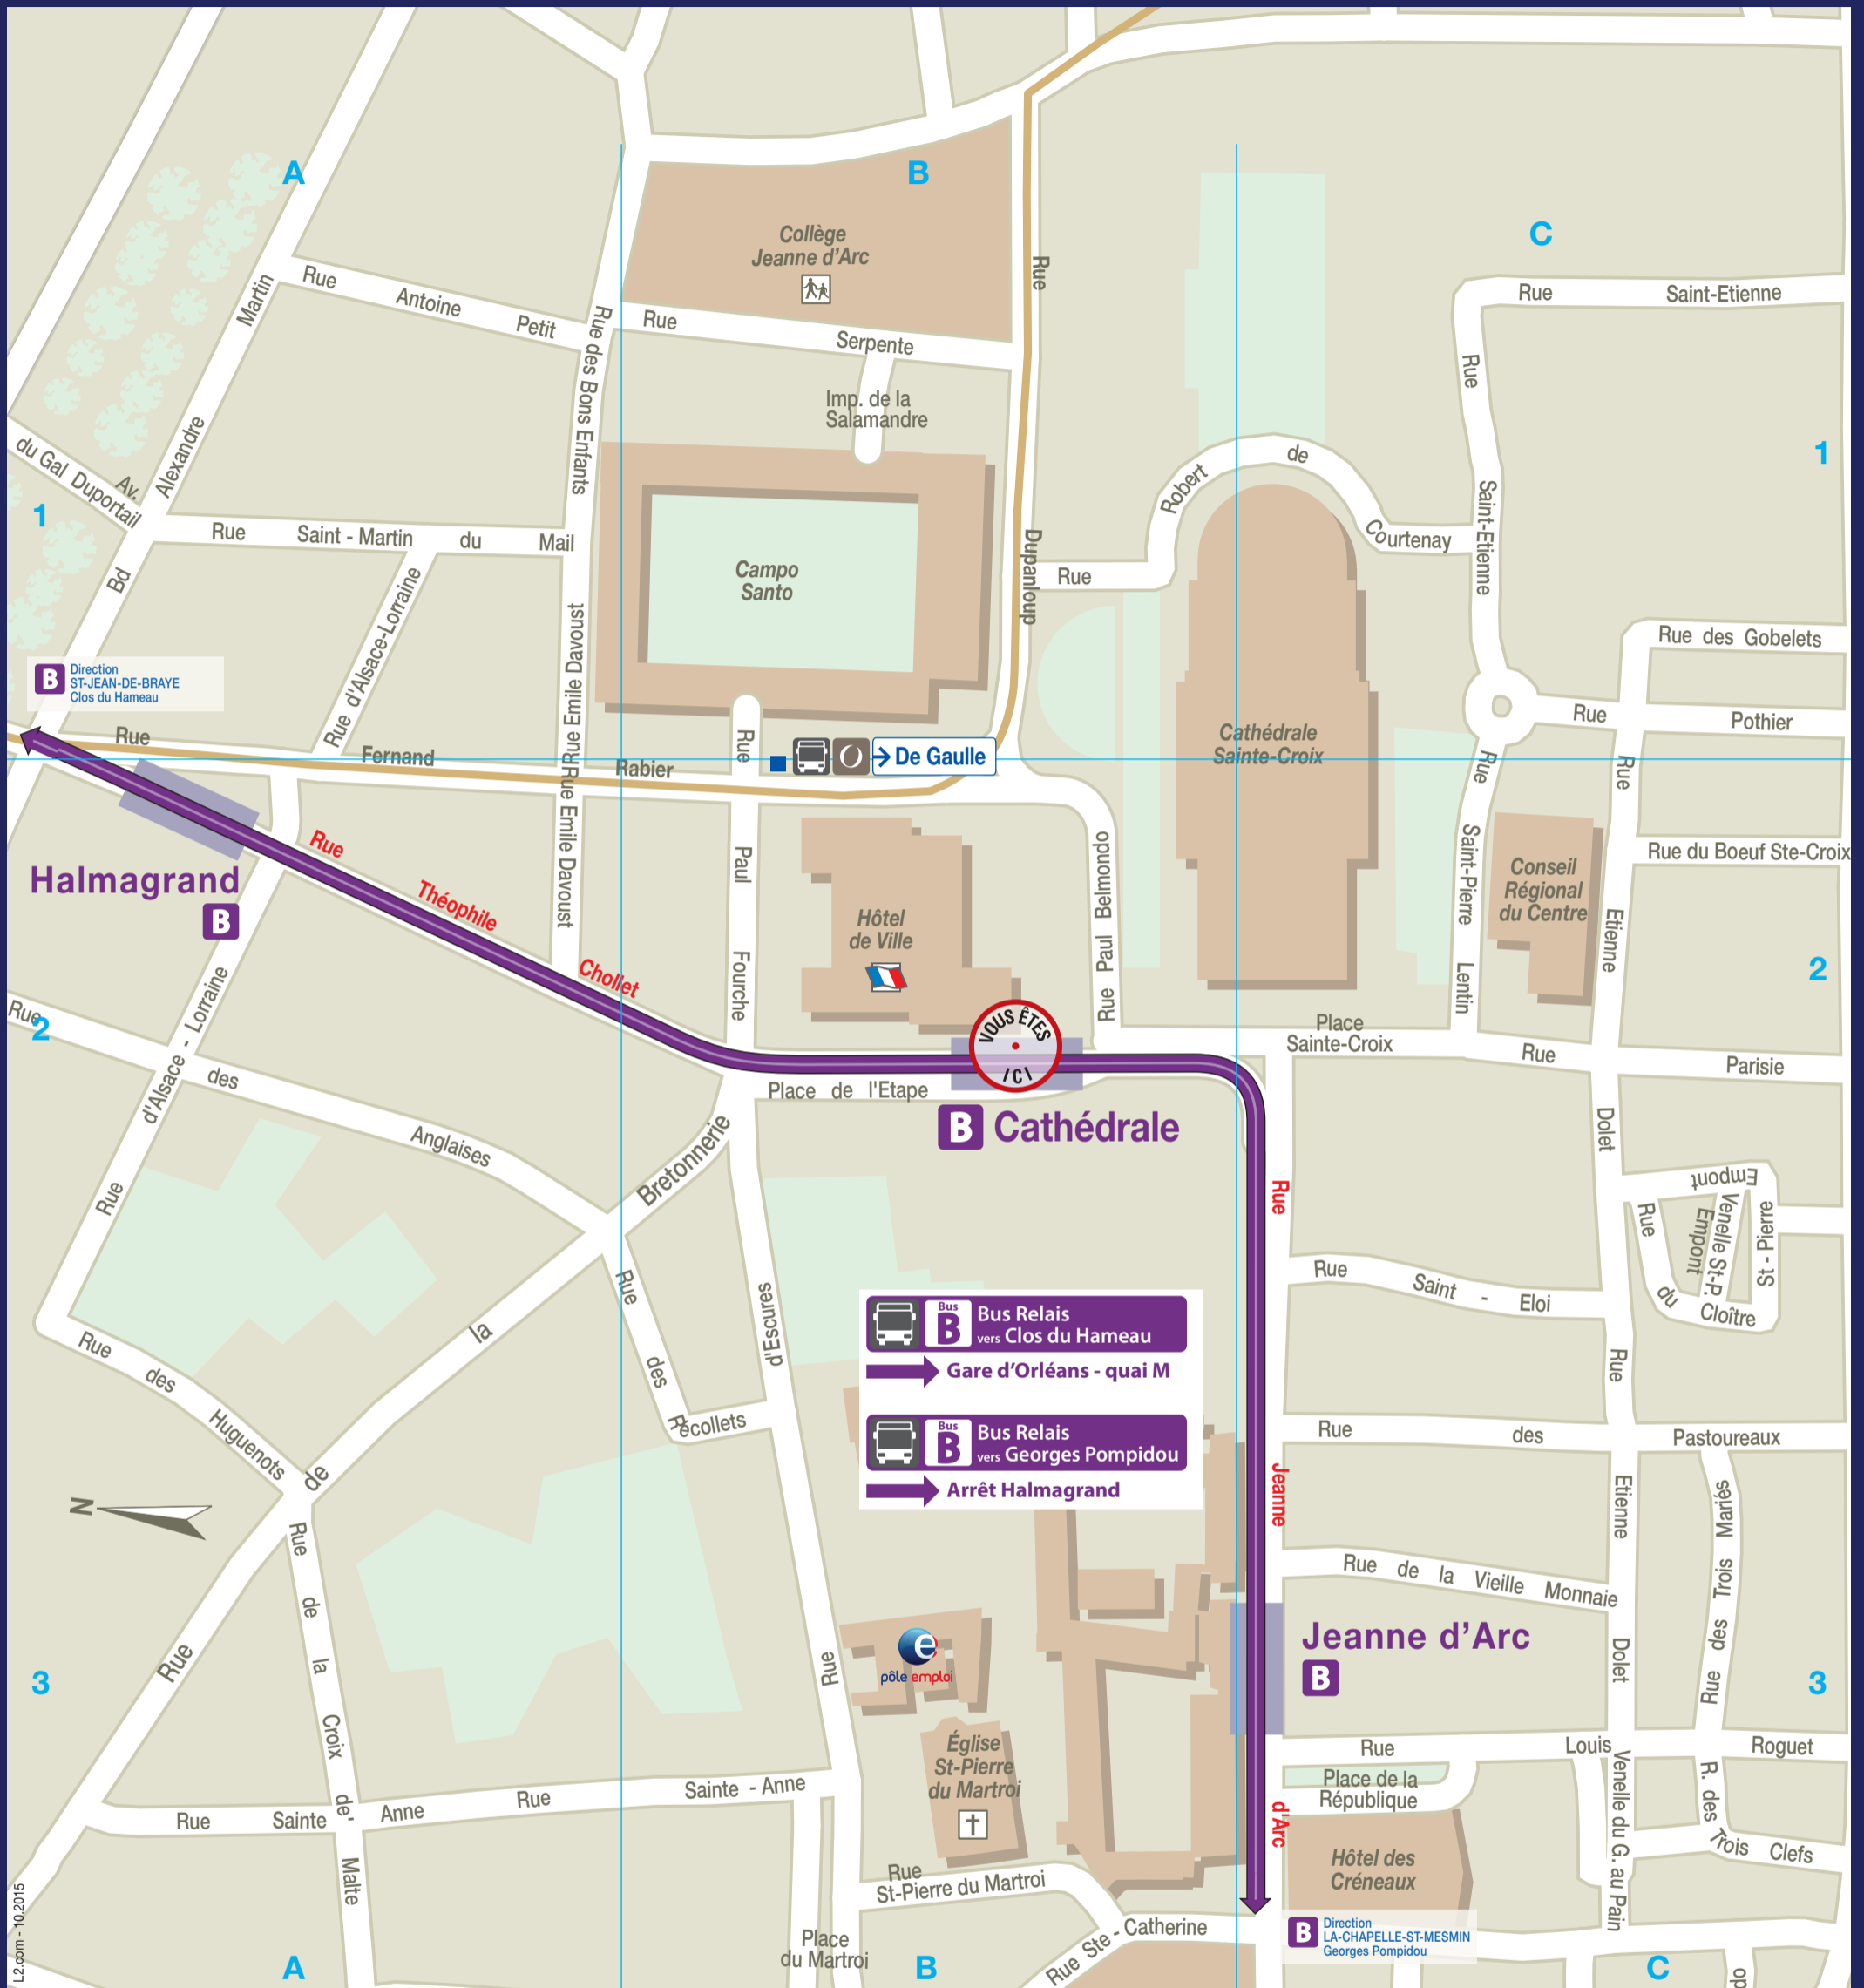 A
B
C
Collège
Jeanne d'Arc
Rue
Rue Saint-Etienne
Martin
Rue Antoine Petit
Rue des Bons Enfants
Rue Serpente
Rue
Imp. de la
Salamandre
Alexandre
Av.
du Gal Duportail
1
1
Robert de Courtenay
Saint-Etienne
Rue Saint - Martin du Mail
Bd
Campo
Santo
Dupanloup
Rue
Rue d'Alsace-Lorraine
Rue Emile Davoust
Rue des Gobelets
B
Direction
ST-JEAN-DE-BRAYE
Clos du Hameau
Rue Fernand Rabier
Rue
De Gaulle
Cathédrale
Sainte-Croix
Rue Pothier
Rue
Rue
Halmagrand
B
Rue Théophile Chollet
Rue Emile Davoust
Paul Fourche
Hôtel
de Ville
Rue Paul Belmondo
Saint-Pierre Lentin
Conseil
Régional
du Centre
Rue du Boeuf Ste-Croix
Etienne
2
2
VOUS ÊTES
ICI
Place
Sainte-Croix
Rue Parisie
Rue des Anglaises
Rue d'Alsace - Lorraine
Place de l'Etape
B Cathédrale
Bretonnerie
Dolet
Empont
St - Pierre
Venelle St-P.
Empont
Rue du Cloître
Rue
Rue Saint - Eloi
Rue des Récollets
d'Escures
la
Bus
B
Bus Relais
vers Clos du Hameau
Gare d'Orléans - quai M
Bus
B
Bus Relais
vers Georges Pompidou
Arrêt Halmagrand
Rue des Huguenots
de
Rue
Rue des Pastoureaux
Jeanne
Etienne
Rue des Trois Mariés
N
Rue de la Croix de Malte
Rue de la Vieille Monnaie
Rue
Rue
pôle emploi
Jeanne d'Arc
B
Dolet
3
3
Église
St-Pierre
du Martroi
Rue Louis Roguet
Place de la
République
d'Arc
Venelle du G. au Pain
R. des Trois Clefs
Rue Sainte Anne Rue Sainte - Anne
Hôtel des
Créneaux
Rue
St-Pierre du Martroi
Rue Ste - Catherine
Place
du Martroi
B
Direction
LA-CHAPELLE-ST-MESMIN
Georges Pompidou
L2.com - 10.2015
A
B
C